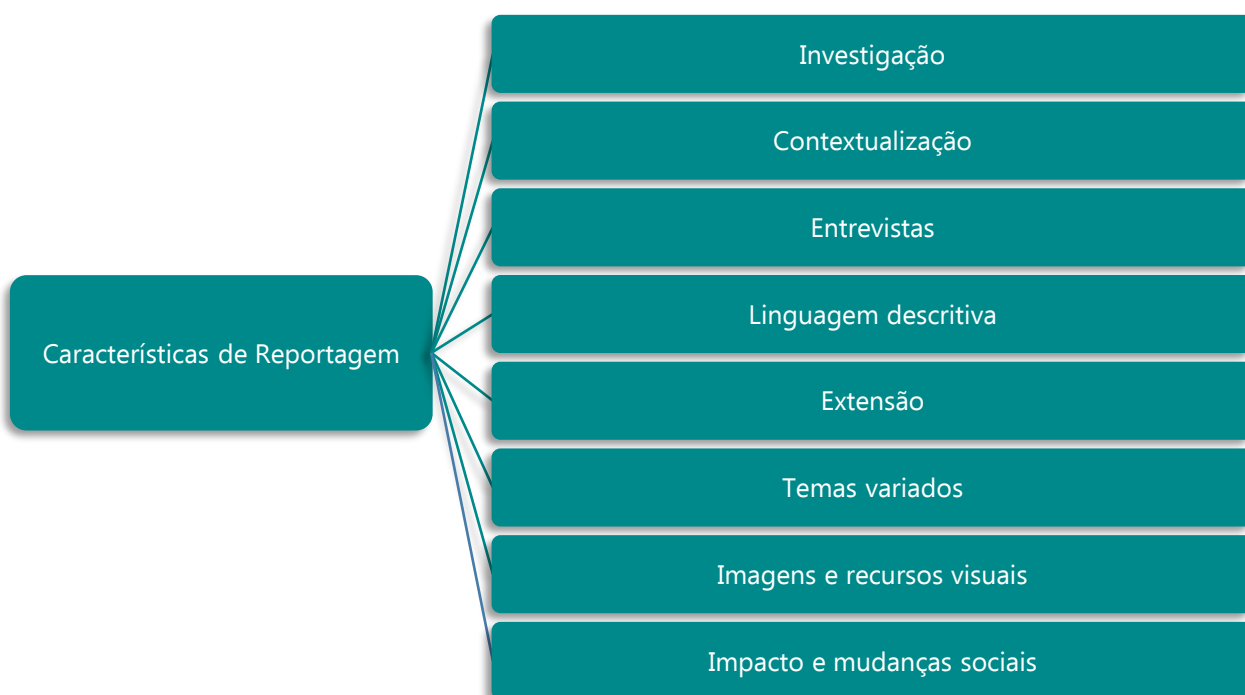 Características de Reportagem
Investigação
Contextualização
Entrevistas
Linguagem descritiva
Extensão
Temas variados
Imagens e recursos visuais
Impacto e mudanças sociais